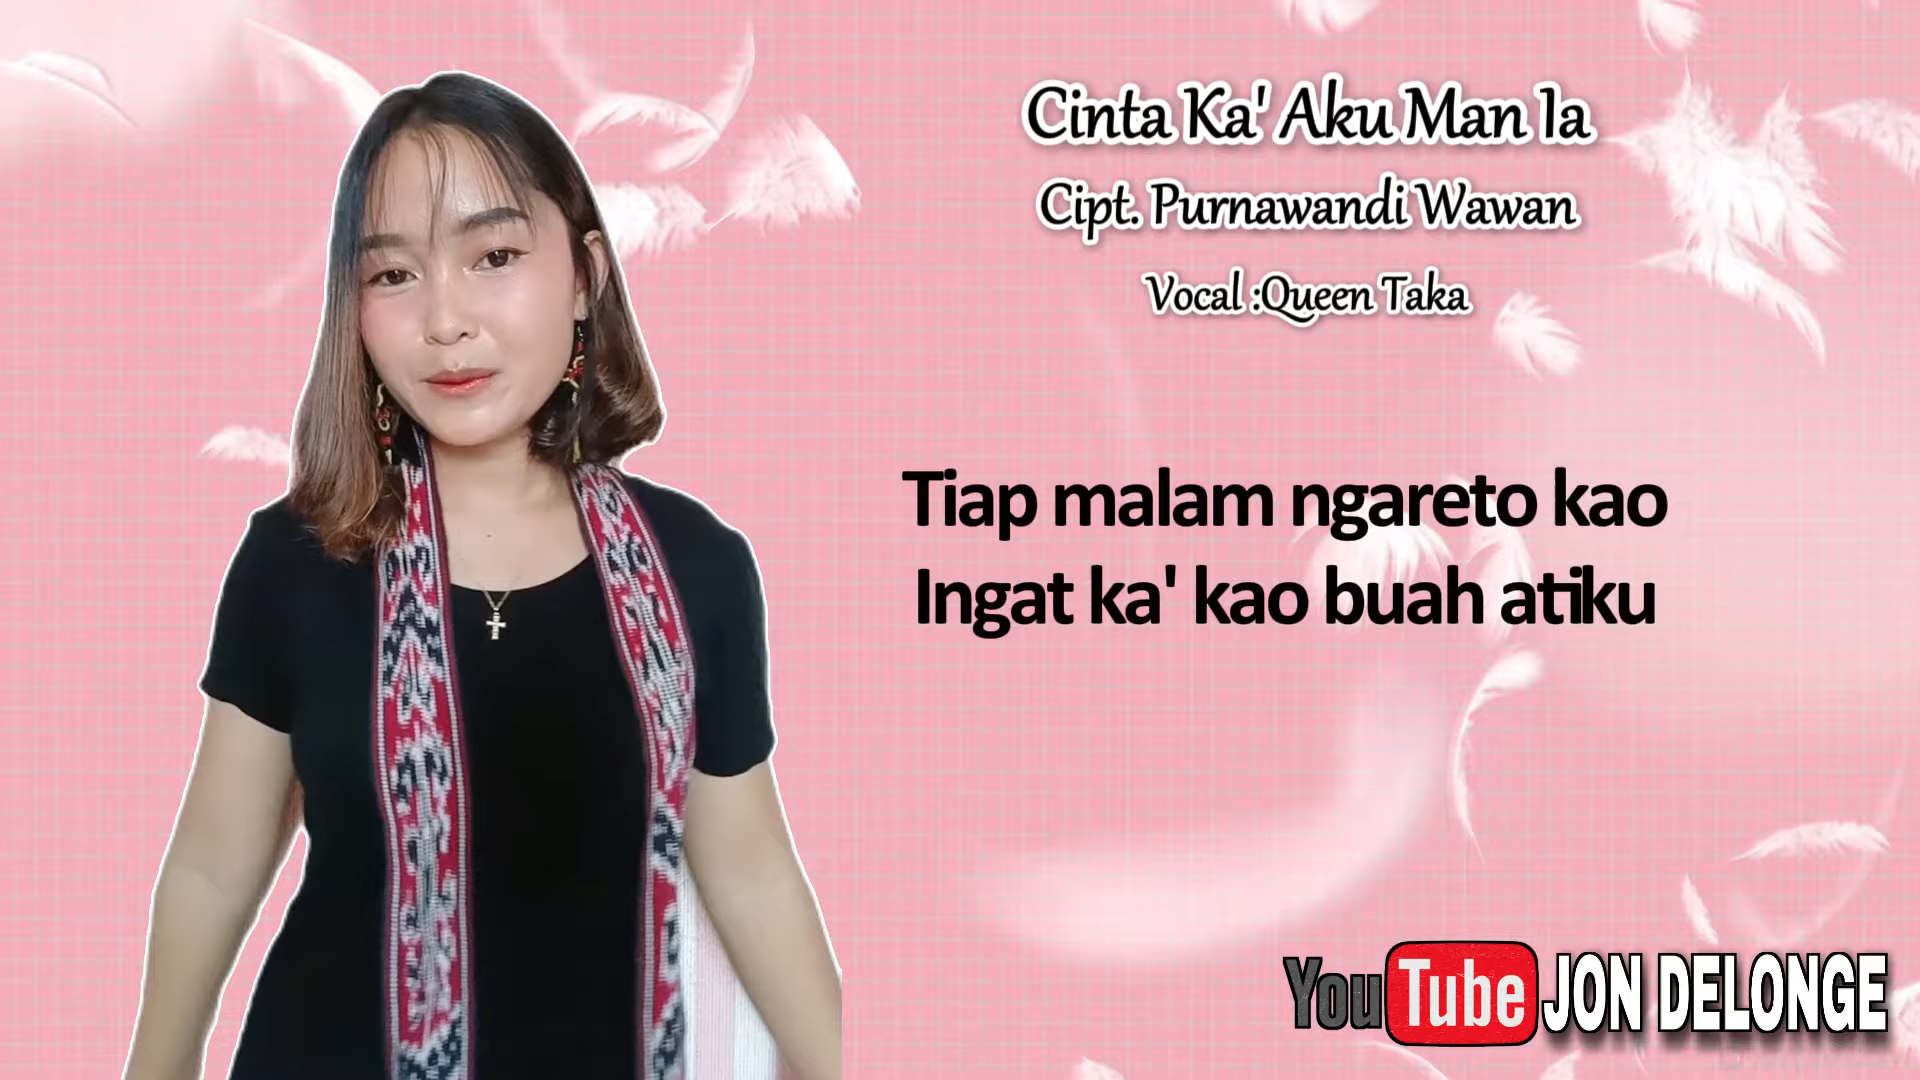 Cinta Ka' Aku Man Ia
Cipt. Purnawandi Wawan
Vocal :Queen Taka
Tiap malam ngareto kao
Ingat ka' kao buah atiku
YouTube JON DELONGE